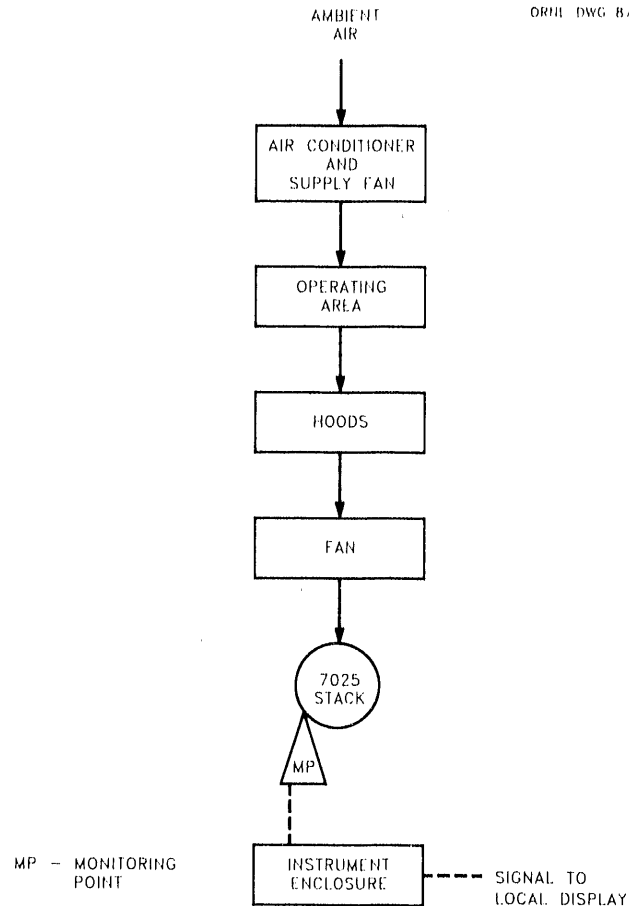 AMBIENT
AIR
ORNL DWG 87
AIR CONDITIONER
AND
SUPPLY FAN
OPERATING
AREA
HOODS
FAN
7025
STACK
MP
MP – MONITORING
POINT
INSTRUMENT
ENCLOSURE
SIGNAL TO
LOCAL DISPLAY